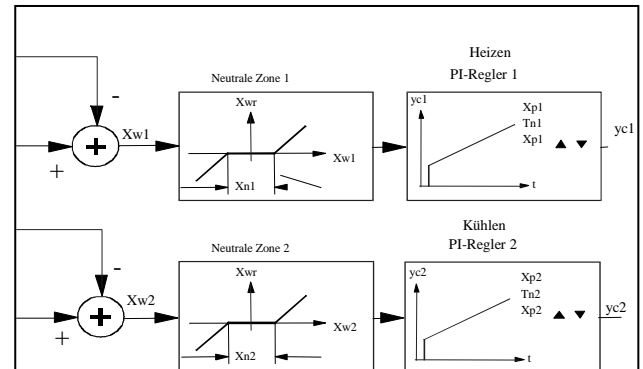 Heizen
PI-Regler 1
Neutrale Zone 1
Xwr
Xw1
Xn1
-
+
+
Xw1
yc1
Xp1
Tn1
Xp1
t
yc1
Kühlen
PI-Regler 2
Neutrale Zone 2
Xwr
Xw2
Xn2
-
+
+
Xw2
yc2
Xp2
Tn2
Xp2
t
yc2